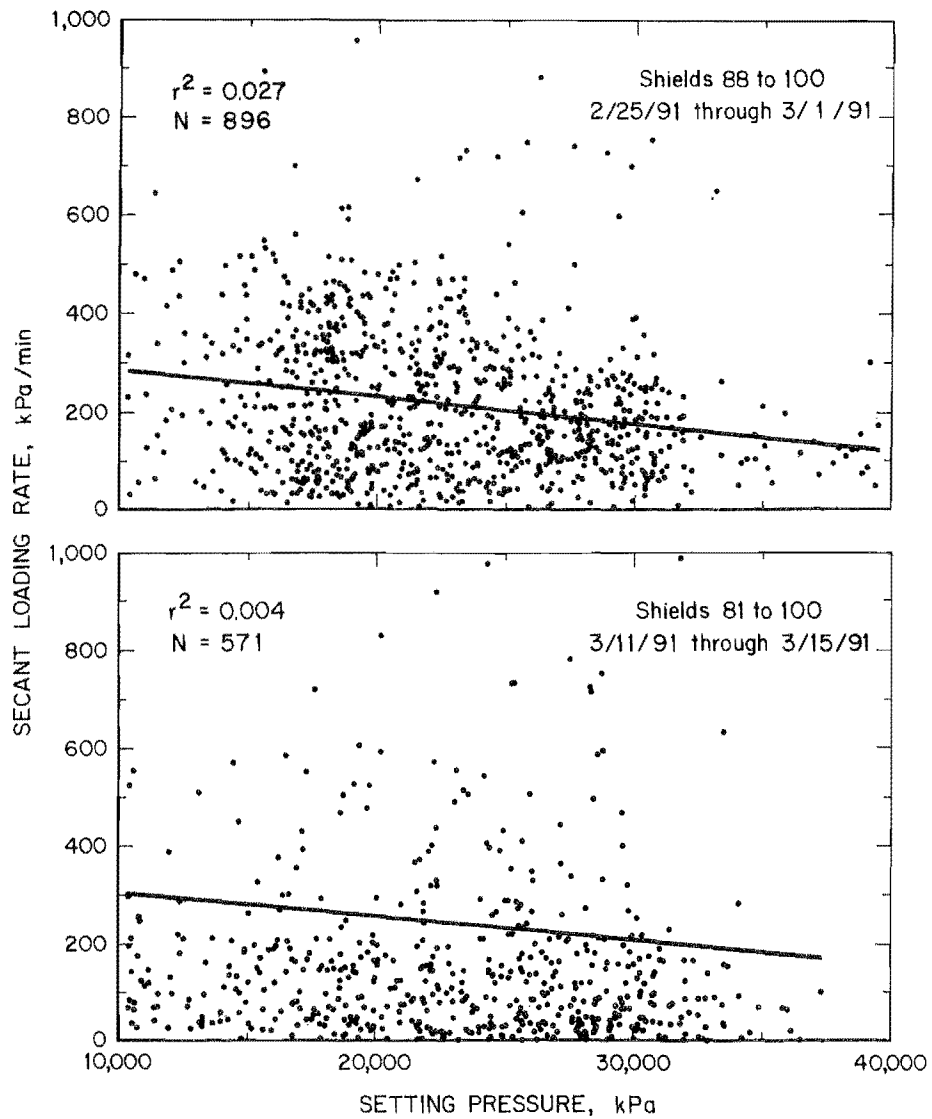 1,000
800
600
400
200
0
r² = 0.027
N = 896
Shields 88 to 100
2/25/91 through 3/1/91
1,000
800
600
400
200
0
r² = 0.004
N = 571
Shields 81 to 100
3/11/91 through 3/15/91
10,000 20,000 30,000 40,000
SECANT LOADING RATE, kPa/min
SETTING PRESSURE, kPa